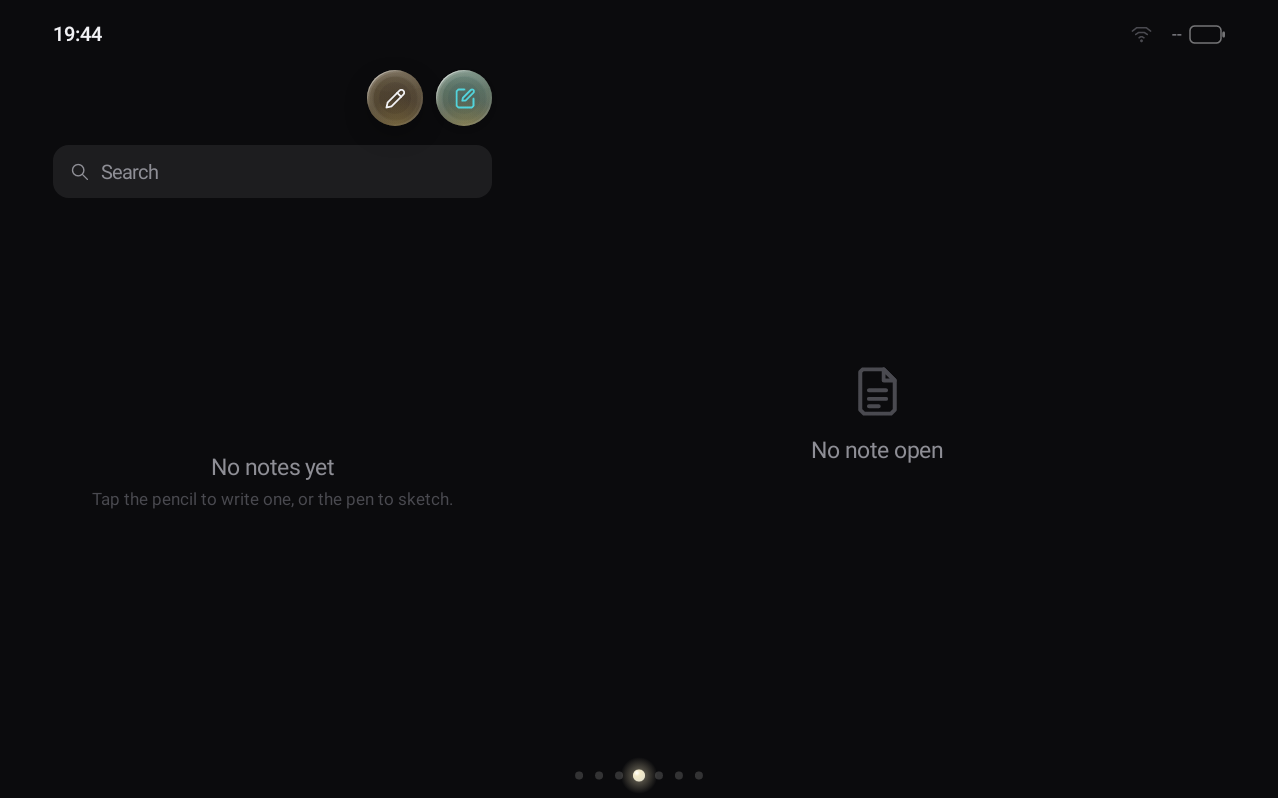 19:44
--
Search
No notes yet
Tap the pencil to write one, or the pen to sketch.
No note open